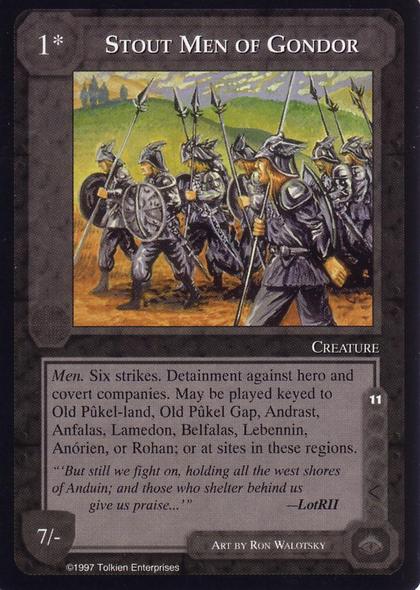 1*
STOUT MEN OF GONDOR
CREATURE
Men. Six strikes. Detainment against hero and
covert companies. May be played keyed to
Old Pûkel-land, Old Pûkel Gap, Andrast,
Anfalas, Lamedon, Belfalas, Lebennin,
Anórien, or Rohan; or at sites in these regions.
11
“‘But still we fight on, holding all the west shores
of Anduin; and those who shelter behind us
give us praise...’” —LotRII
7/-
ART BY RON WALOTSKY
©1997 Tolkien Enterprises